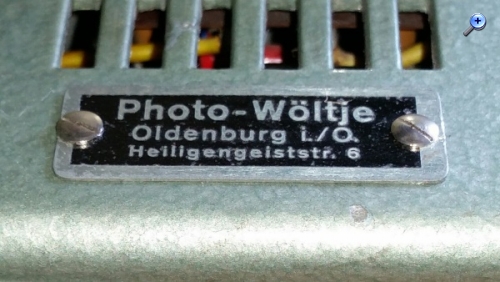 Photo-Wöltje
Oldenburg i./O.
Heiligengeiststr. 6